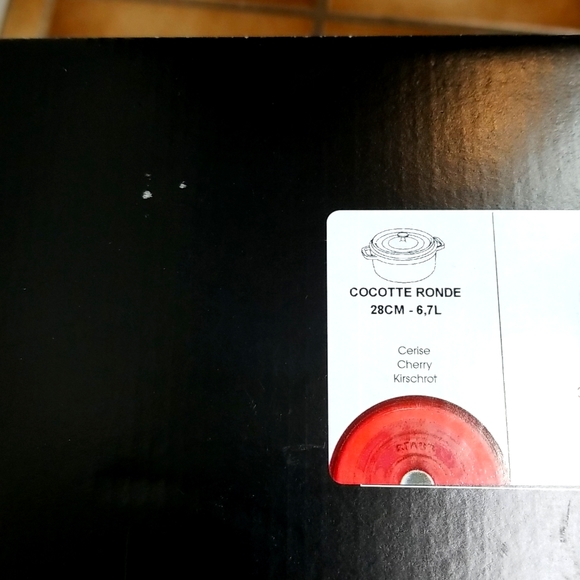 COCOTTE RONDE
28CM - 6,7L
Cerise
Cherry
Kirschrot